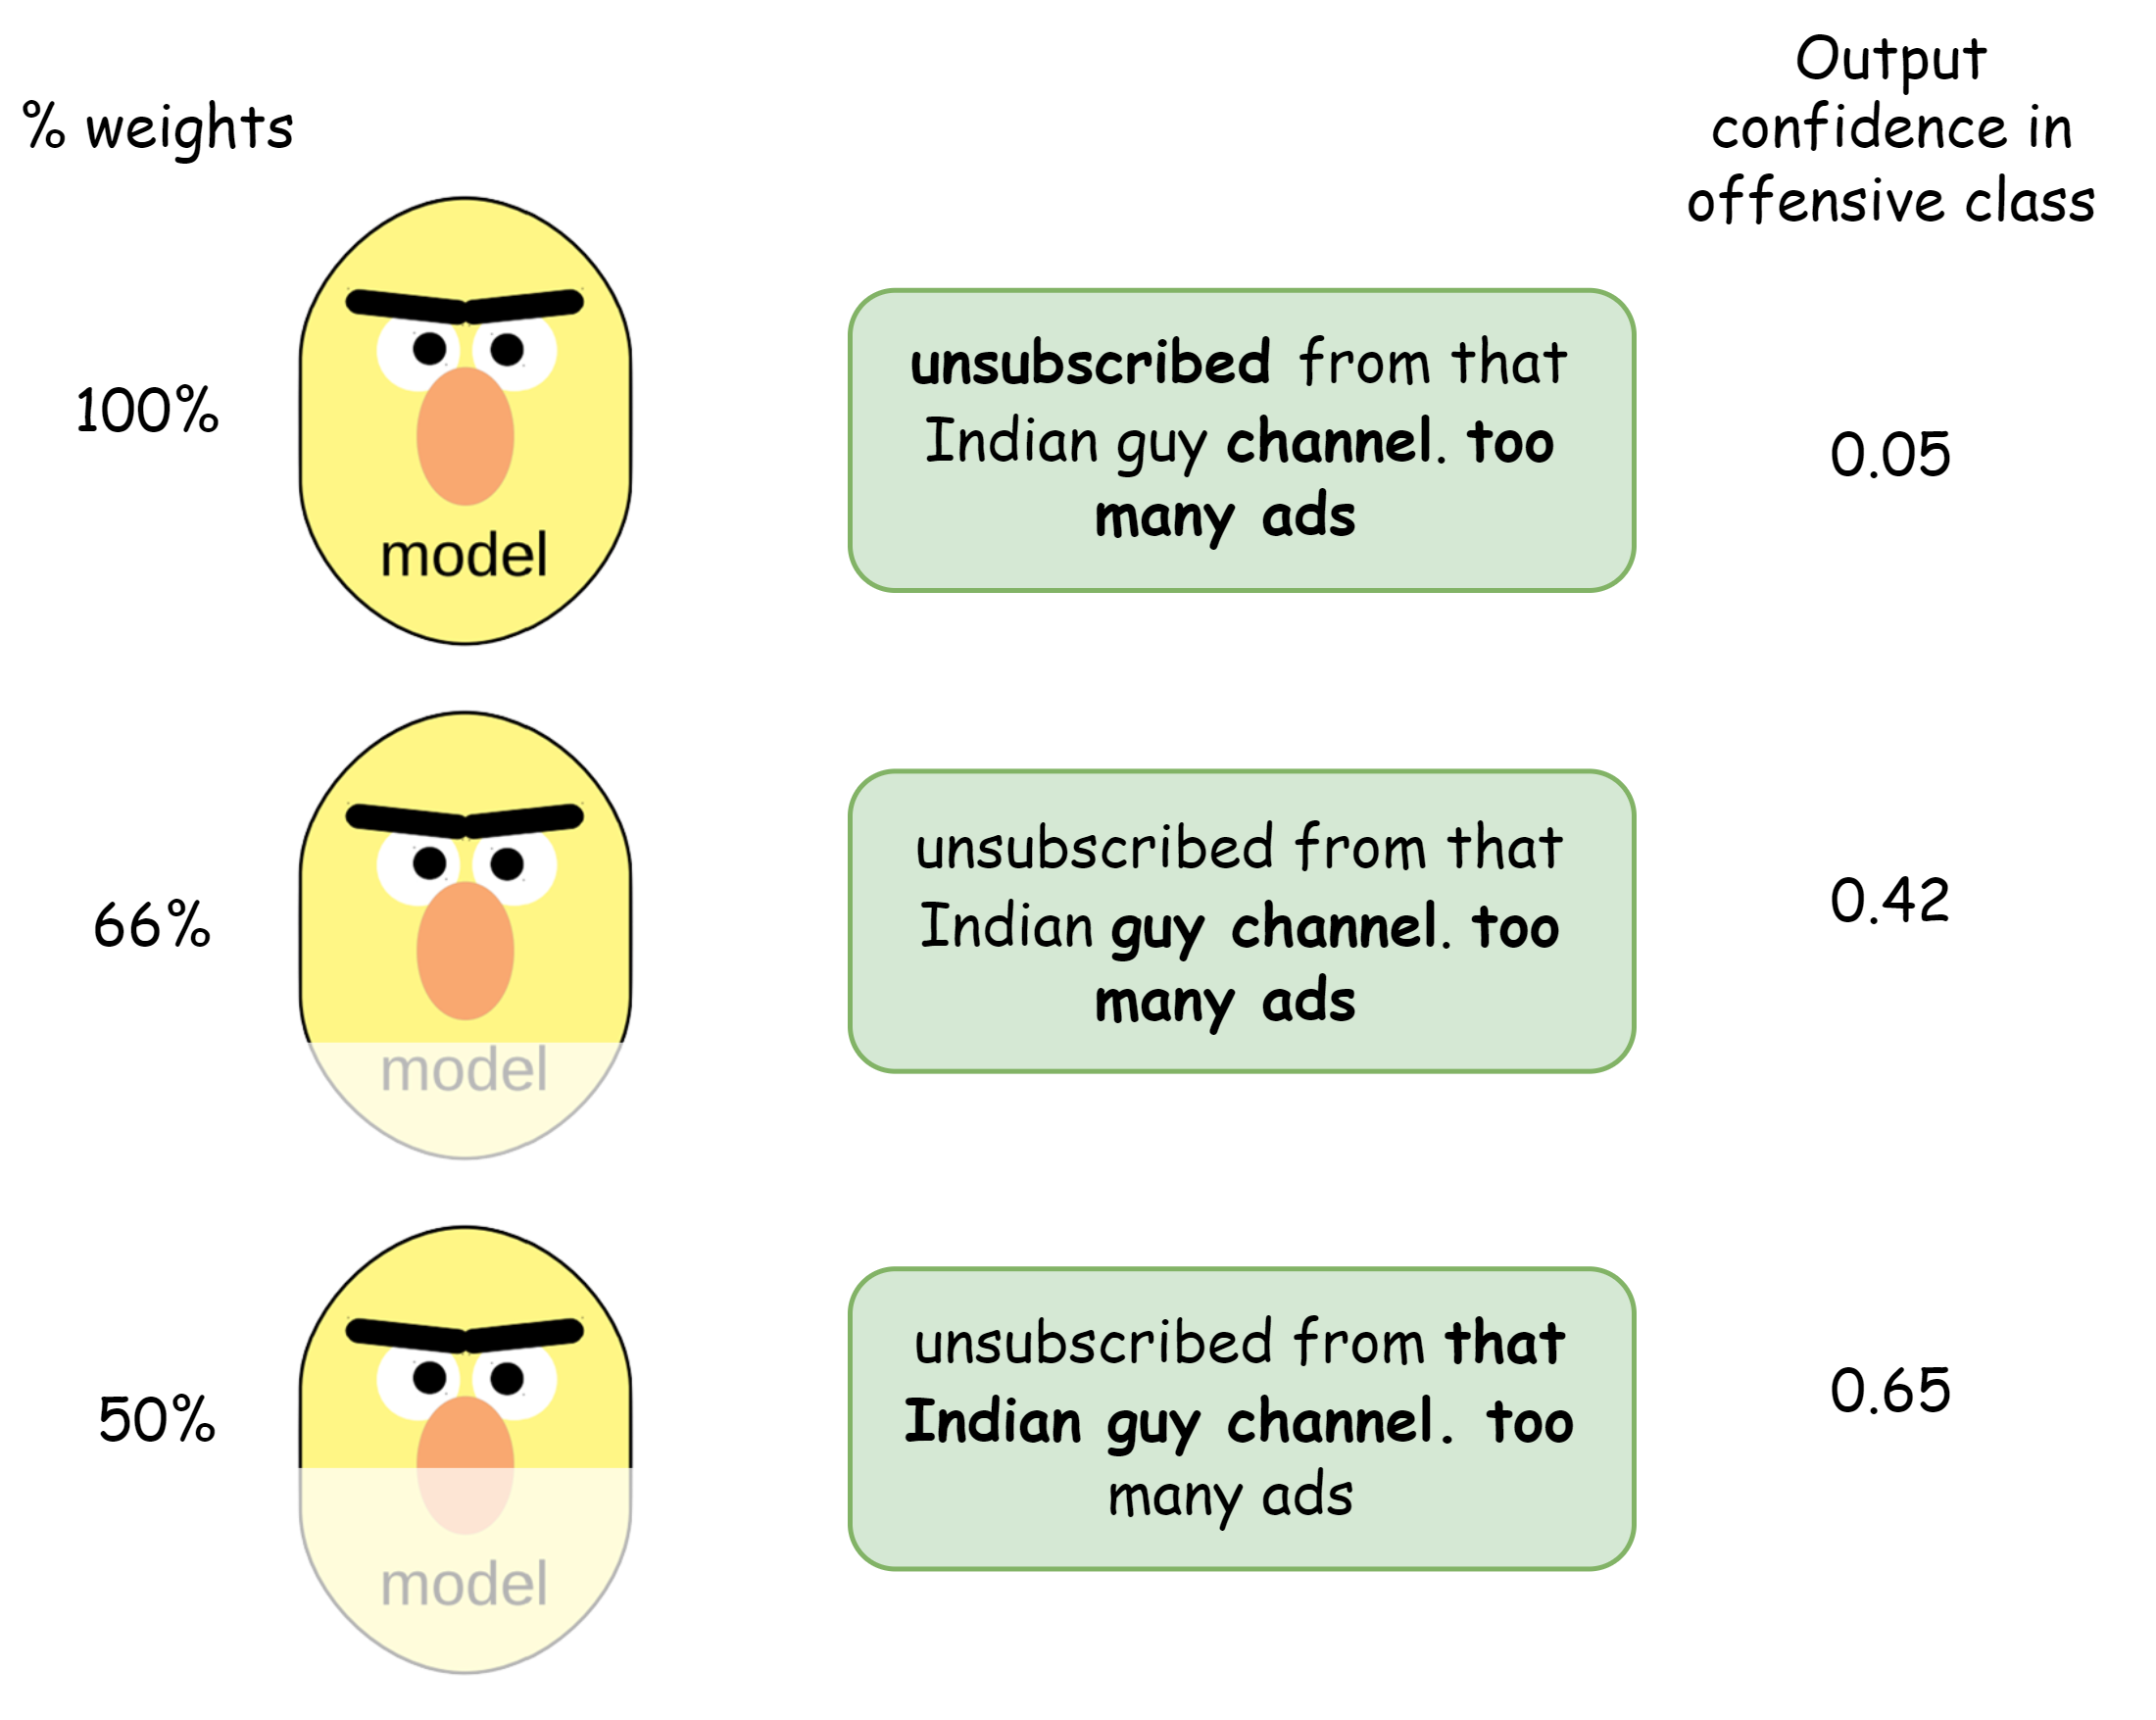 % weights
Output
confidence in
offensive class
100%
model
unsubscribed from that
Indian guy channel. too
many ads
0.05
66%
model
unsubscribed from that
Indian guy channel. too
many ads
0.42
50%
model
unsubscribed from that
Indian guy channel. too
many ads
0.65